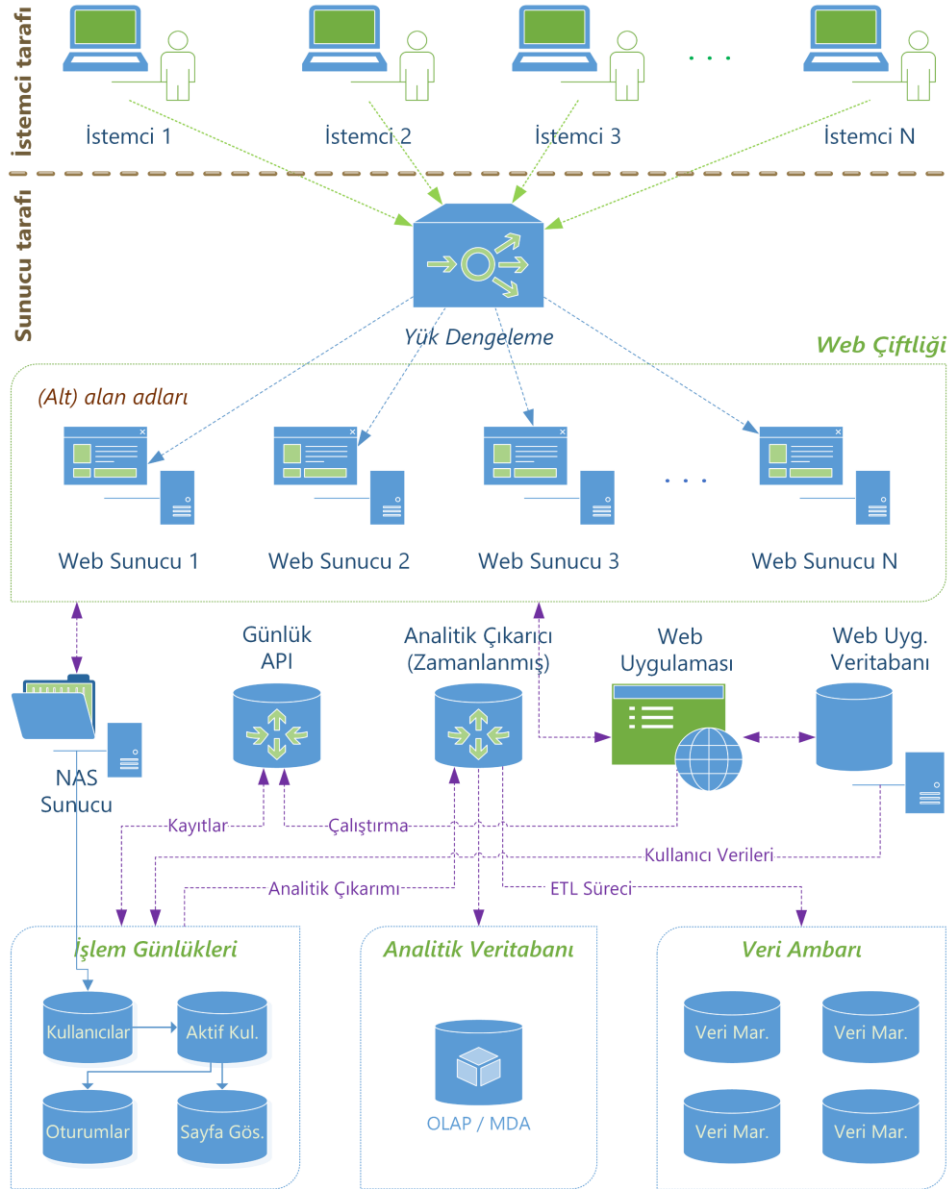 İstemci tarafı
İstemci 1
İstemci 2
İstemci 3
. . .
İstemci N
Sunucu tarafı
Yük Dengeleme
Web Çiftliği
(Alt) alan adları
Web Sunucu 1
Web Sunucu 2
Web Sunucu 3
. . .
Web Sunucu N
NAS
Sunucu
Günlük
API
Analitik Çıkarıcı
(Zamanlanmış)
Web
Uygulaması
Web Uyg.
Veritabanı
Kayıtlar
Çalıştırma
Kullanıcı Verileri
Analitik Çıkarımı
ETL Süreci
İşlem Günlükleri
Kullanıcılar
Aktif Kul.
Oturumlar
Sayfa Gös.
Analitik Veritabanı
OLAP / MDA
Veri Ambarı
Veri Mar.
Veri Mar.
Veri Mar.
Veri Mar.